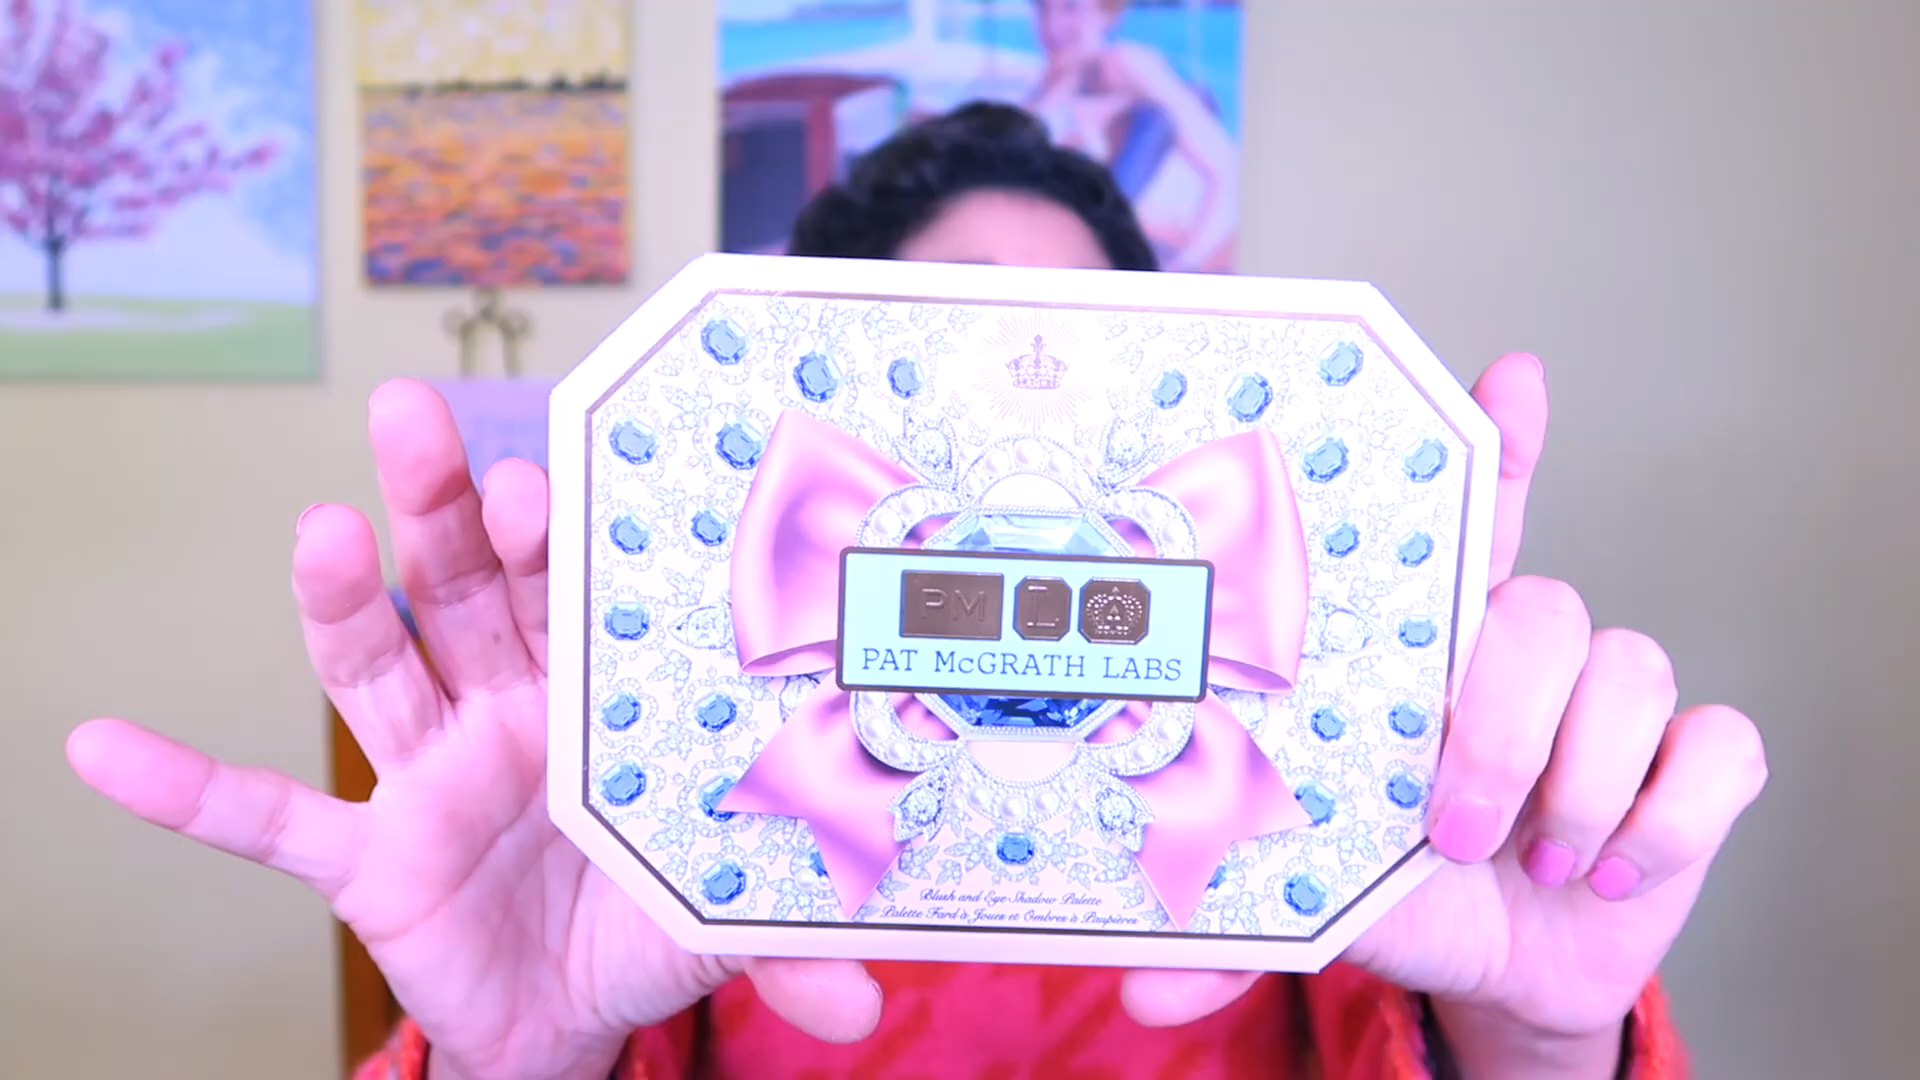 PM L
PAT McGRATH LABS
Blush and Eye Shadow Palette
Palette Fard à Joues et Ombres à Paupières